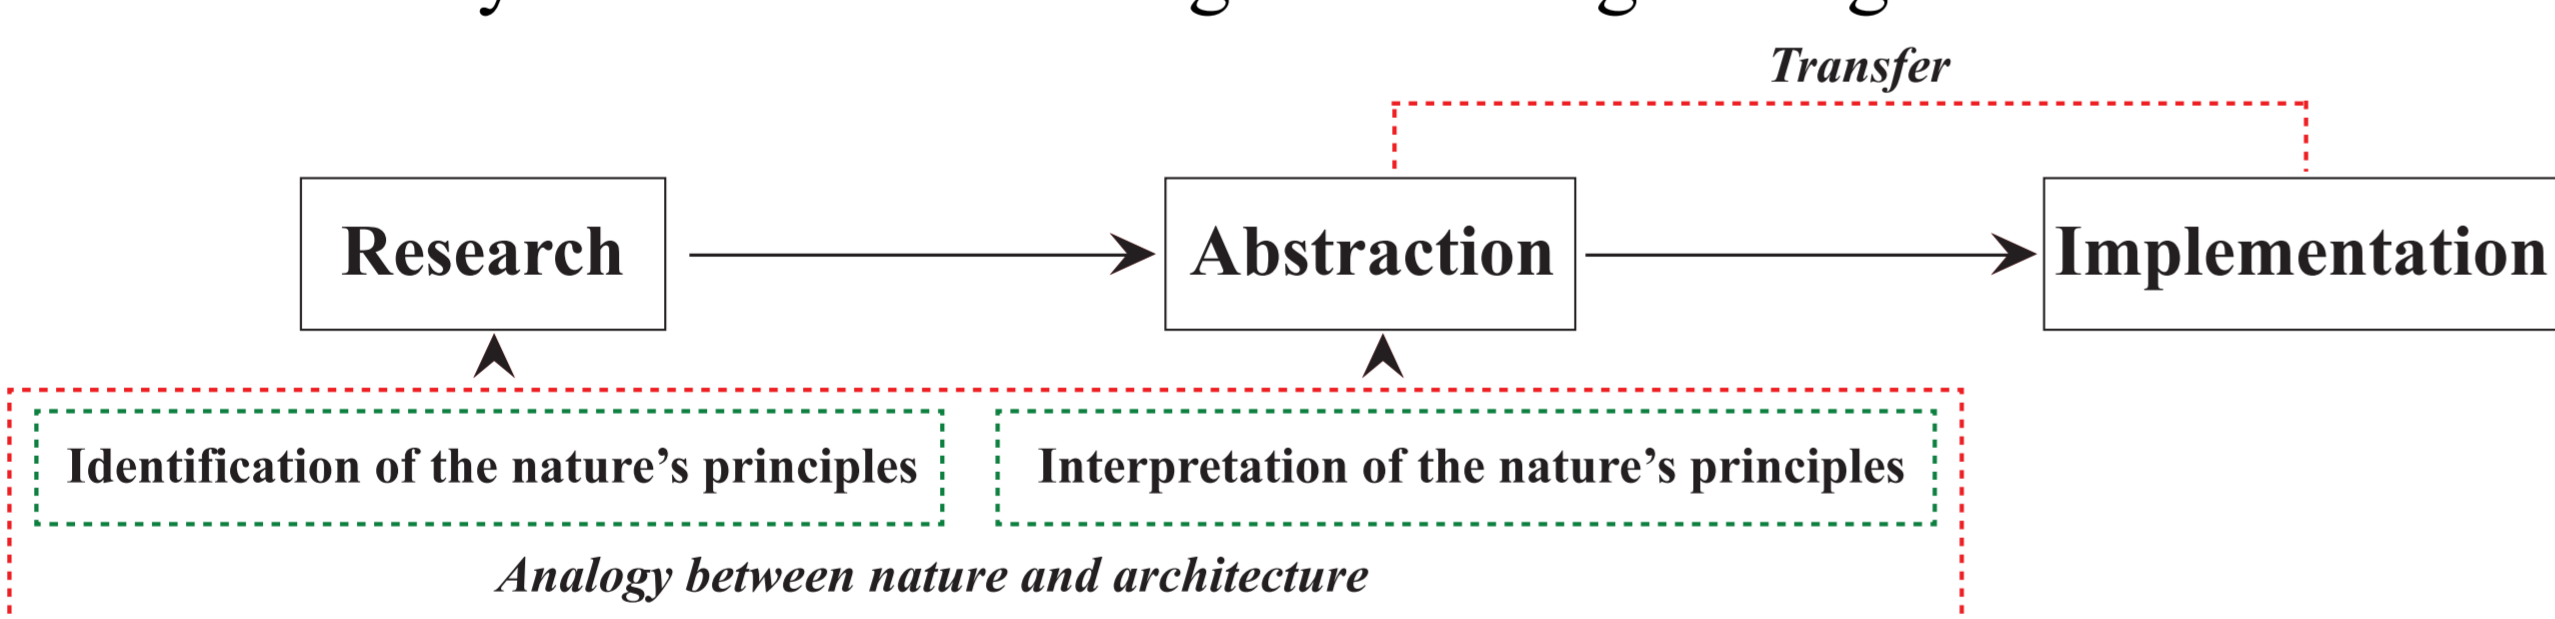 Transfer
Research
Abstraction
Implementation
Identification of the nature’s principles
Interpretation of the nature’s principles
Analogy between nature and architecture